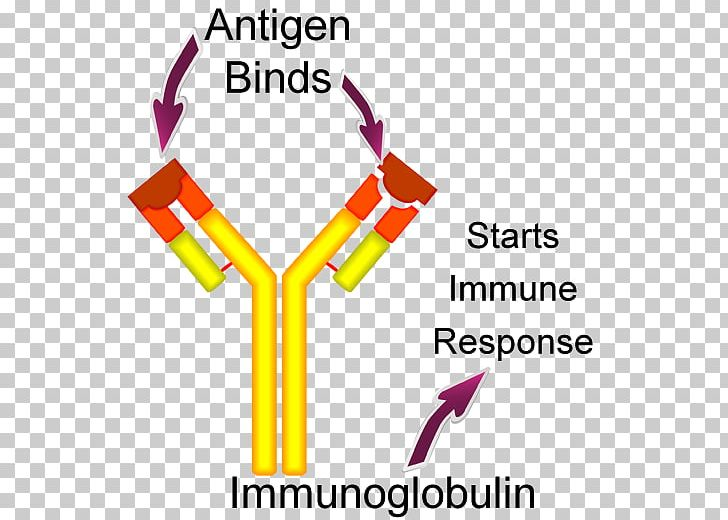 Antigen
Binds
Starts
Immune
Response
Immunoglobulin